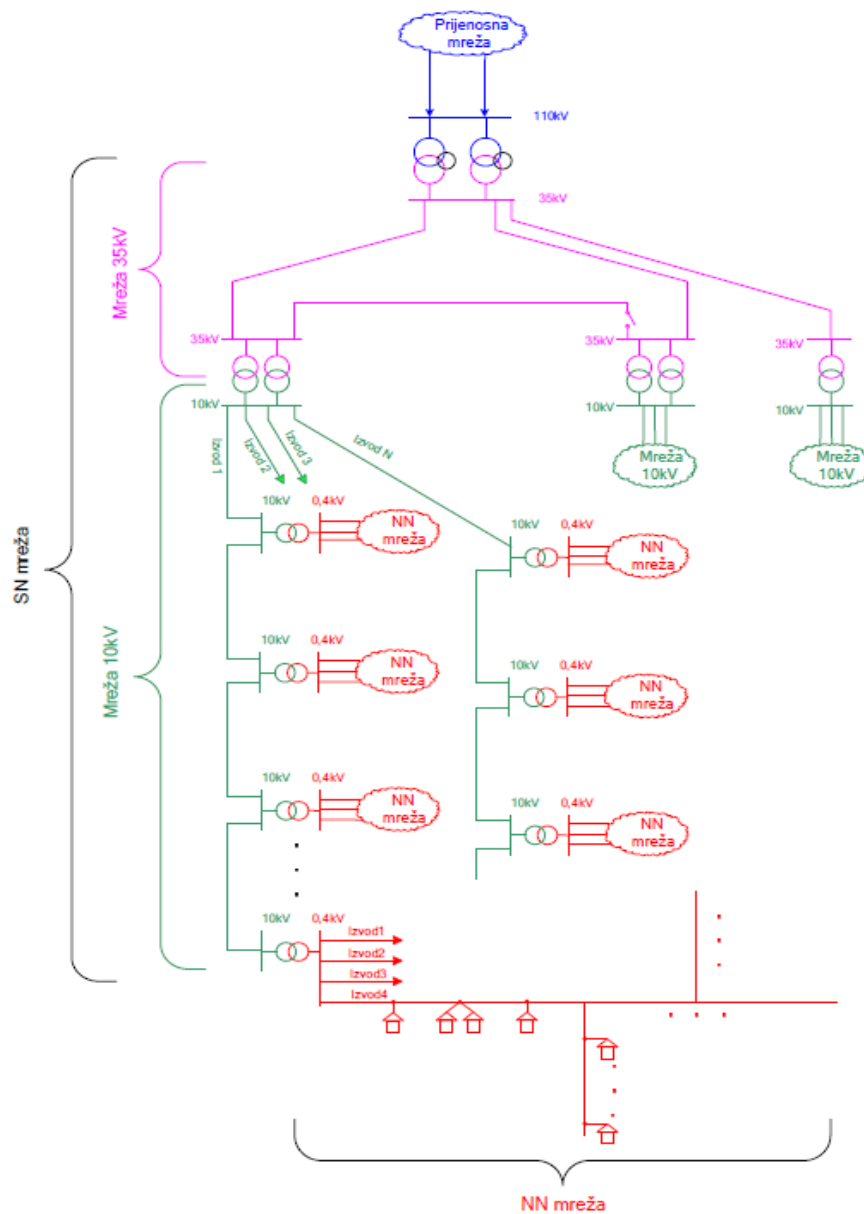 Prijenosna
mreža
110kV
35kV
SN mreža
Mreža 35kV
35kV
35kV
35kV
10kV
10kV
10kV
Izvod 1
Izvod 2
Izvod 3
Izvod N
Mreža
10kV
Mreža
10kV
Mreža 10kV
10kV
0,4kV
NN
mreža
10kV
0,4kV
NN
mreža
10kV
0,4kV
NN
mreža
10kV
0,4kV
NN
mreža
10kV
0,4kV
NN
mreža
10kV
0,4kV
NN
mreža
10kV
0,4kV
Izvod1
Izvod2
Izvod3
Izvod4
NN mreža